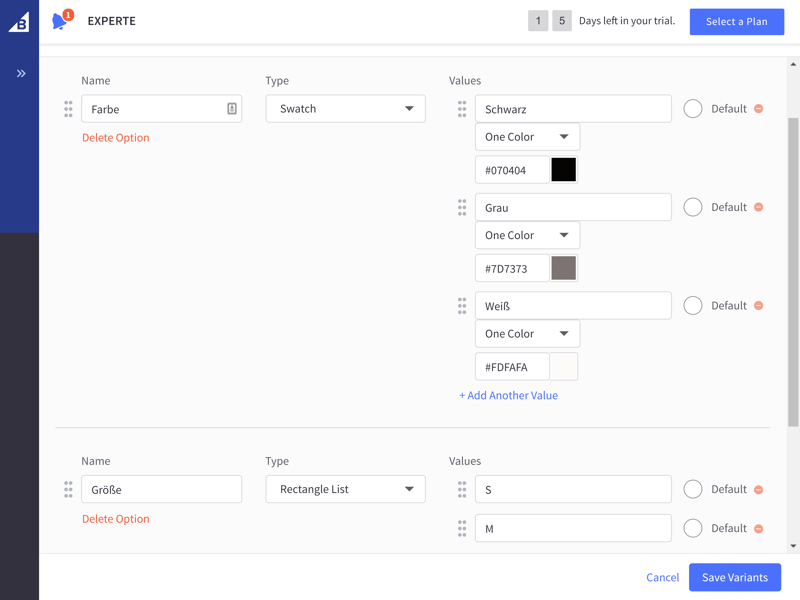 B
1
EXPERTE
1 5 Days left in your trial.
Select a Plan
Name Type Values
Farbe Swatch Schwarz Default
Delete Option One Color
#070404
Grau Default
One Color
#7D7373
Weiß Default
One Color
#FDFAFA
+ Add Another Value
Name Type Values
Größe Rectangle List S Default
Delete Option
M Default
Cancel Save Variants